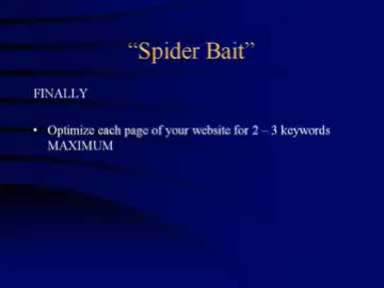 “Spider Bait”
FINALLY
• Optimize each page of your website for 2 – 3 keywords
MAXIMUM